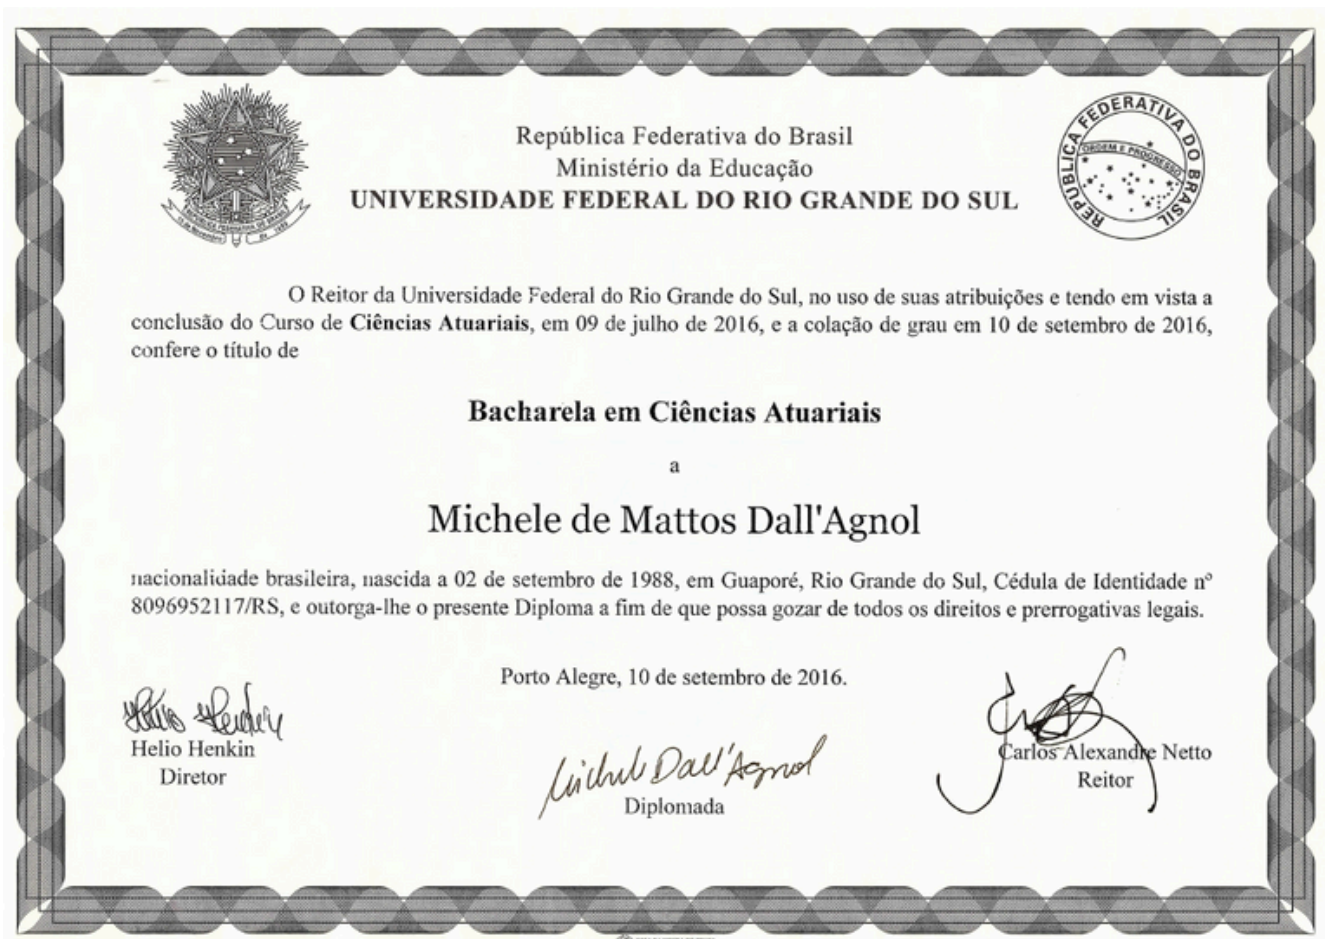 República Federativa do Brasil
Ministério da Educação
UNIVERSIDADE FEDERAL DO RIO GRANDE DO SUL
REPÚBLICA FEDERATIVA DO BRASIL
ORDEM E PROGRESSO
O Reitor da Universidade Federal do Rio Grande do Sul, no uso de suas atribuições e tendo em vista a
conclusão do Curso de Ciências Atuariais, em 09 de julho de 2016, e a colação de grau em 10 de setembro de 2016,
confere o título de
Bacharela em Ciências Atuariais
a
Michele de Mattos Dall'Agnol
nacionalidade brasileira, nascida a 02 de setembro de 1988, em Guaporé, Rio Grande do Sul, Cédula de Identidade nº
8096952117/RS, e outorga-lhe o presente Diploma a fim de que possa gozar de todos os direitos e prerrogativas legais.
Porto Alegre, 10 de setembro de 2016.
Helio Henkin
Helio Henkin
Diretor
Michele Dall'Agnol
Diplomada
Carlos Alexandre Netto
Reitor